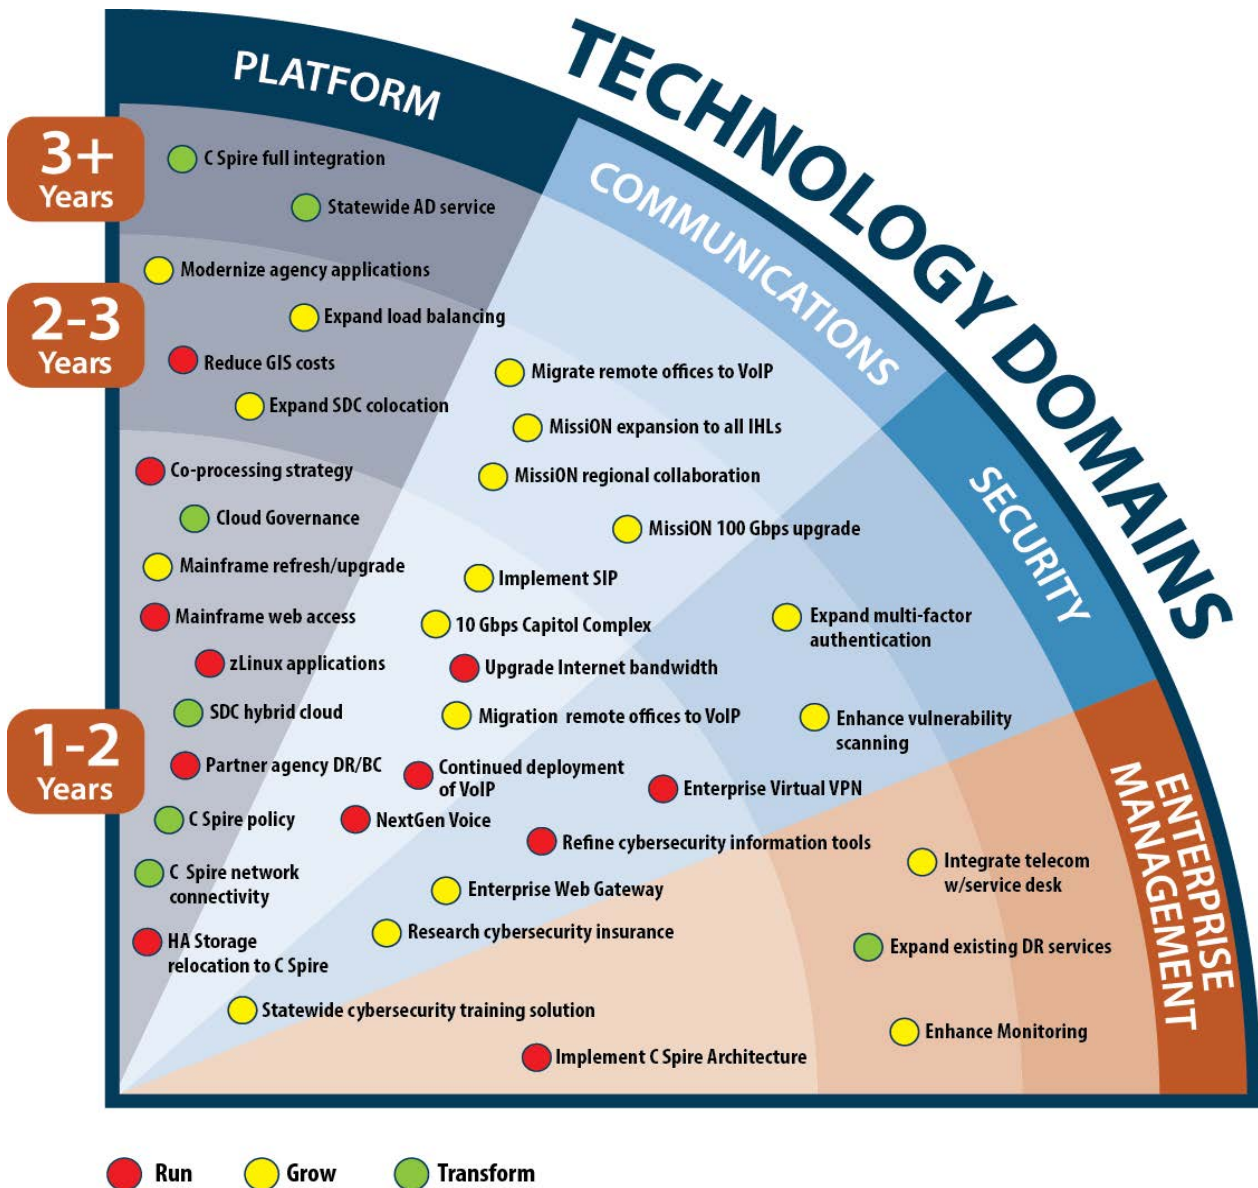 TECHNOLOGY DOMAINS
PLATFORM
COMMUNICATIONS
SECURITY
ENTERPRISE
MANAGEMENT
3+
Years
C Spire full integration
Statewide AD service
2-3
Years
Modernize agency applications
Expand load balancing
Reduce GIS costs
Expand SDC colocation
1-2
Years
Co-processing strategy
Cloud Governance
Mainframe refresh/upgrade
Mainframe web access
zLinux applications
SDC hybrid cloud
Partner agency DR/BC
C Spire policy
C Spire network
connectivity
HA Storage
relocation to C Spire
Migrate remote offices to VoIP
MissiON expansion to all IHLs
MissiON regional collaboration
MissiON 100 Gbps upgrade
Implement SIP
10 Gbps Capitol Complex
Upgrade Internet bandwidth
Migration remote offices to VoIP
Continued deployment
of VoIP
NextGen Voice
Expand multi-factor
authentication
Enhance vulnerability
scanning
Enterprise Virtual VPN
Refine cybersecurity information tools
Enterprise Web Gateway
Research cybersecurity insurance
Statewide cybersecurity training solution
Integrate telecom
w/service desk
Expand existing DR services
Enhance Monitoring
Implement C Spire Architecture
Run
Grow
Transform